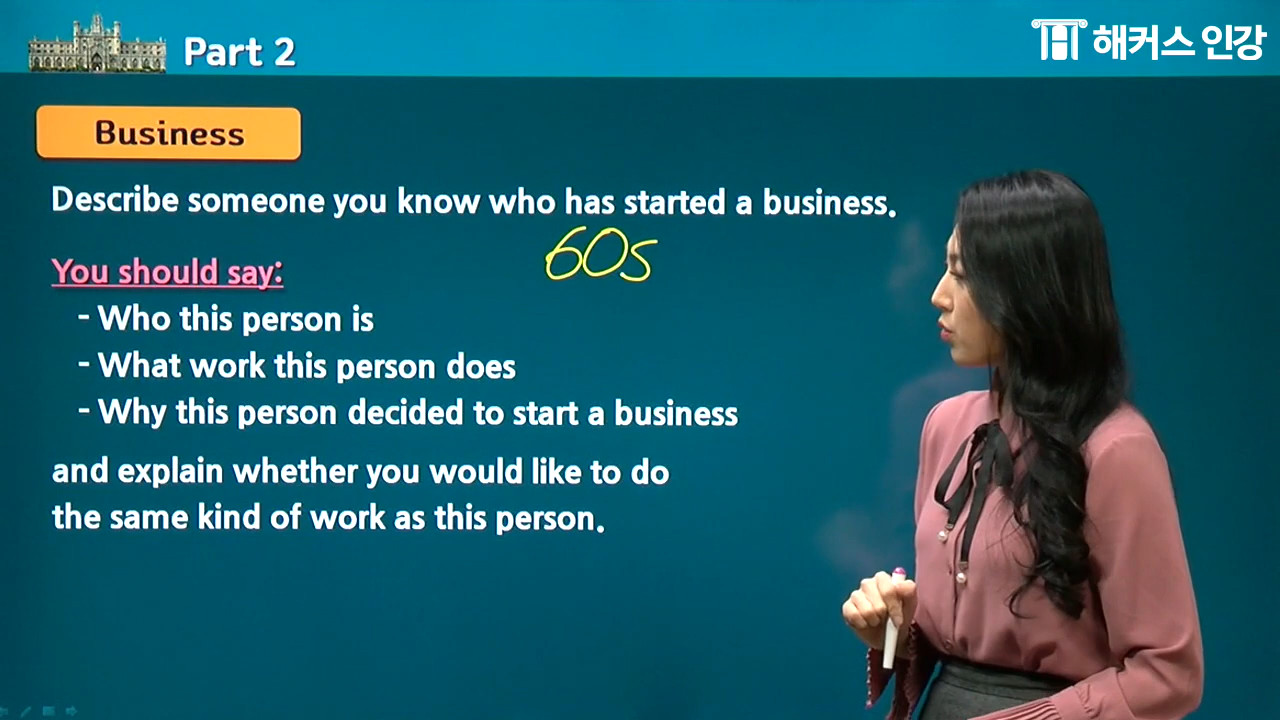 Part 2
해커스 인강
Business
Describe someone you know who has started a business.
60s
You should say:
- Who this person is
- What work this person does
- Why this person decided to start a business
and explain whether you would like to do
the same kind of work as this person.